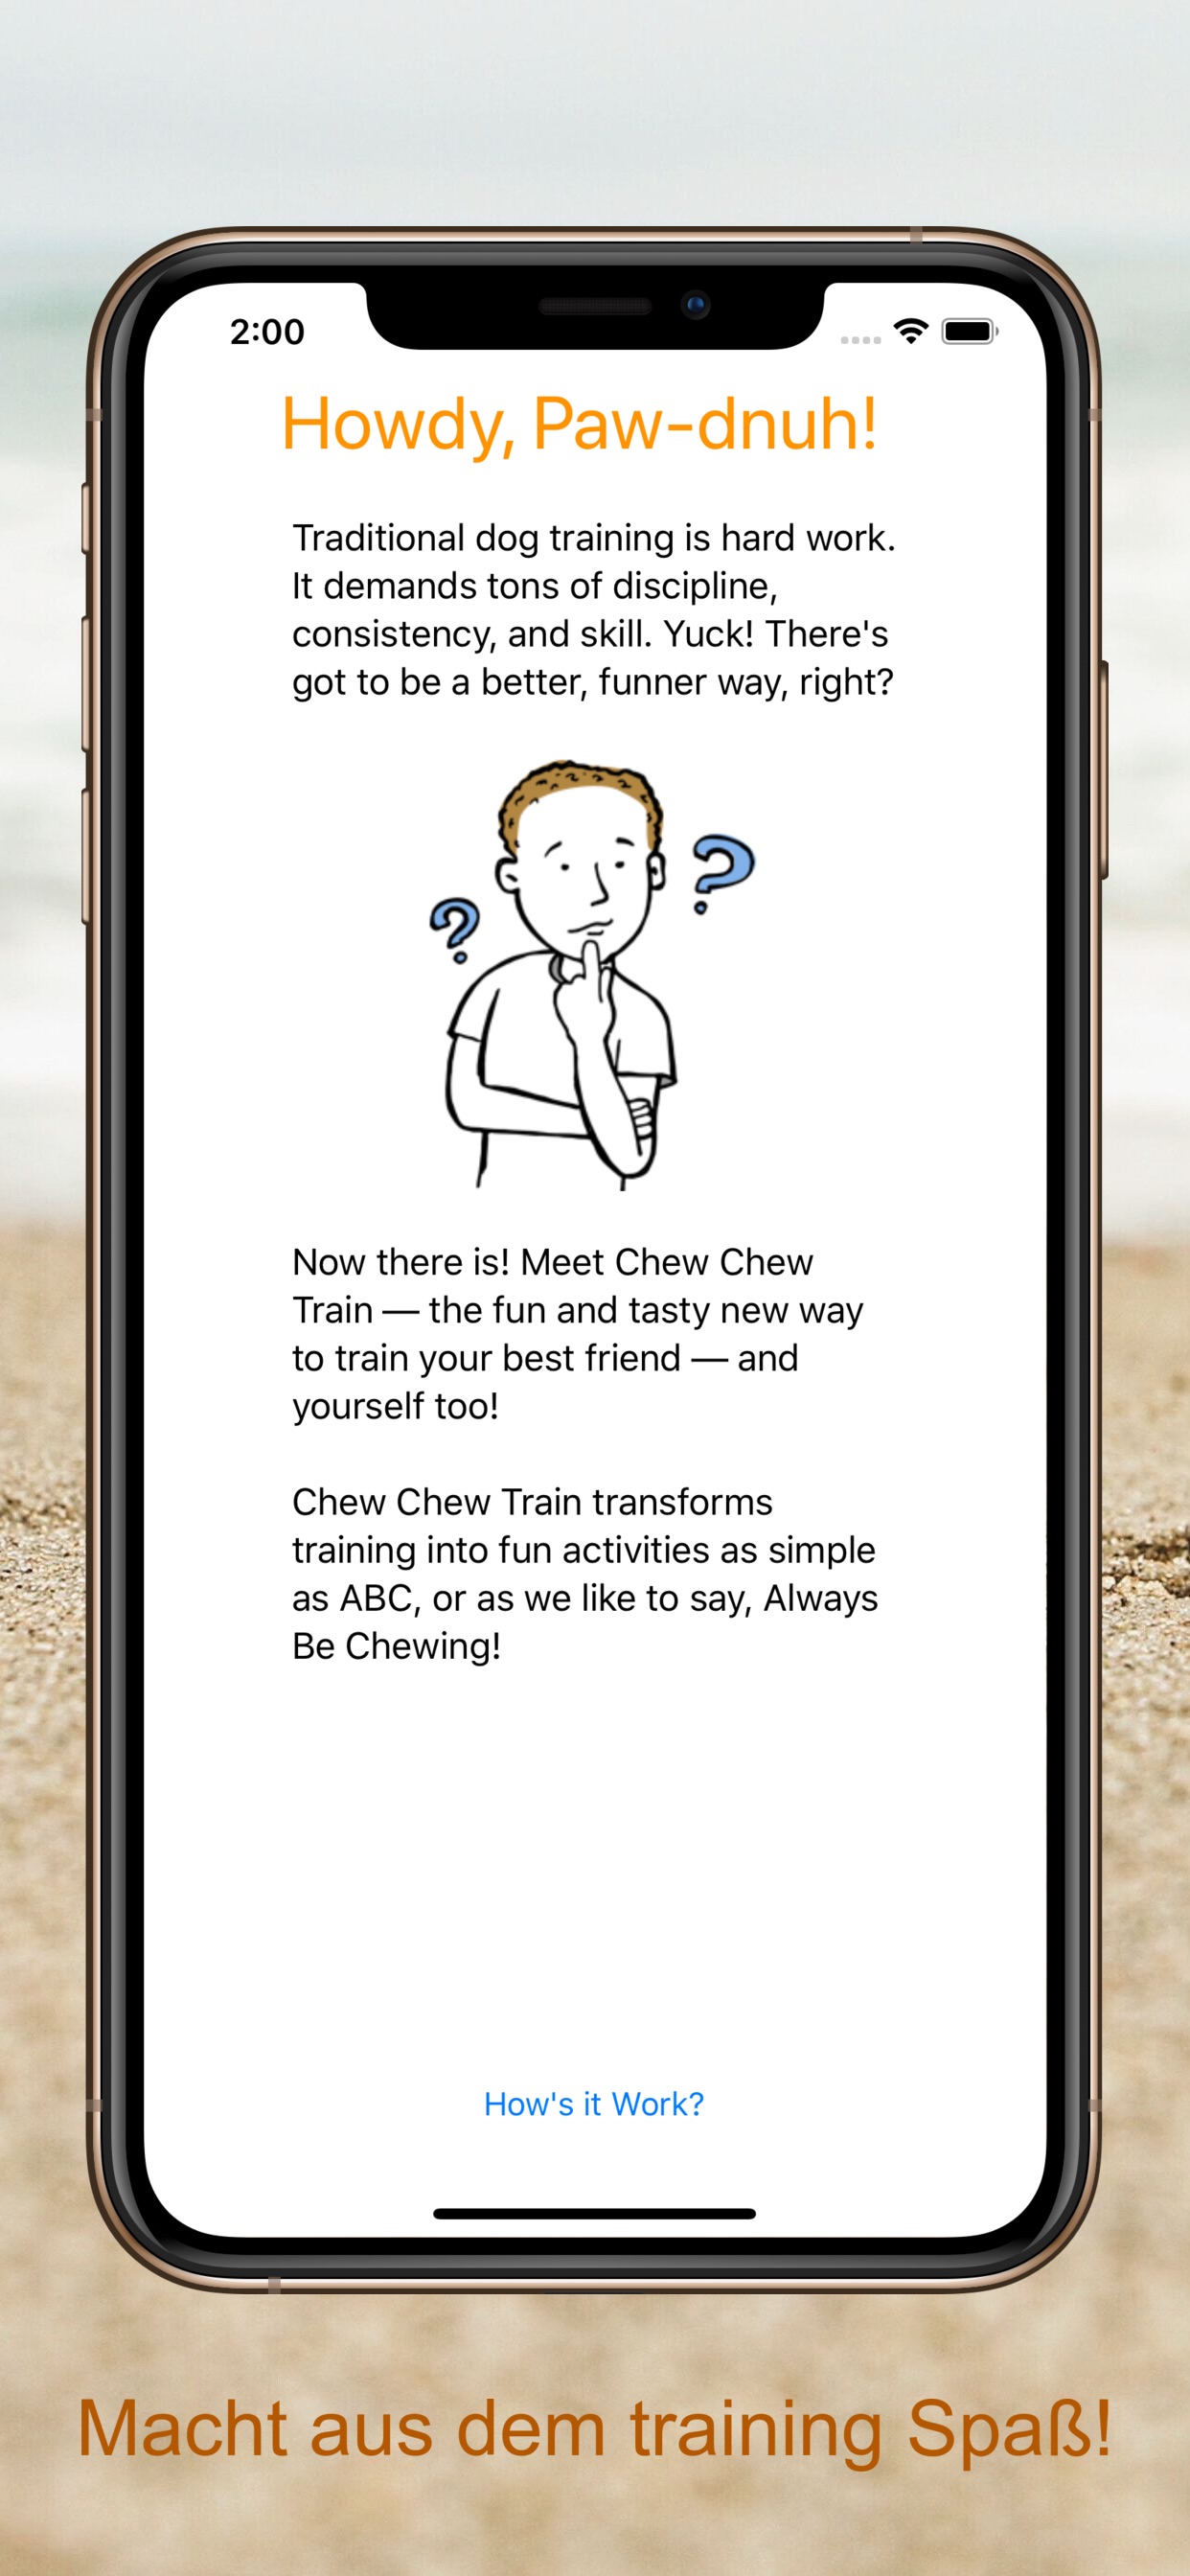 2:00
Howdy, Paw-dnuh!
Traditional dog training is hard work.
It demands tons of discipline,
consistency, and skill. Yuck! There's
got to be a better, funner way, right?
? ?
Now there is! Meet Chew Chew
Train — the fun and tasty new way
to train your best friend — and
yourself too!
Chew Chew Train transforms
training into fun activities as simple
as ABC, or as we like to say, Always
Be Chewing!
How's it Work?
Macht aus dem training Spaß!